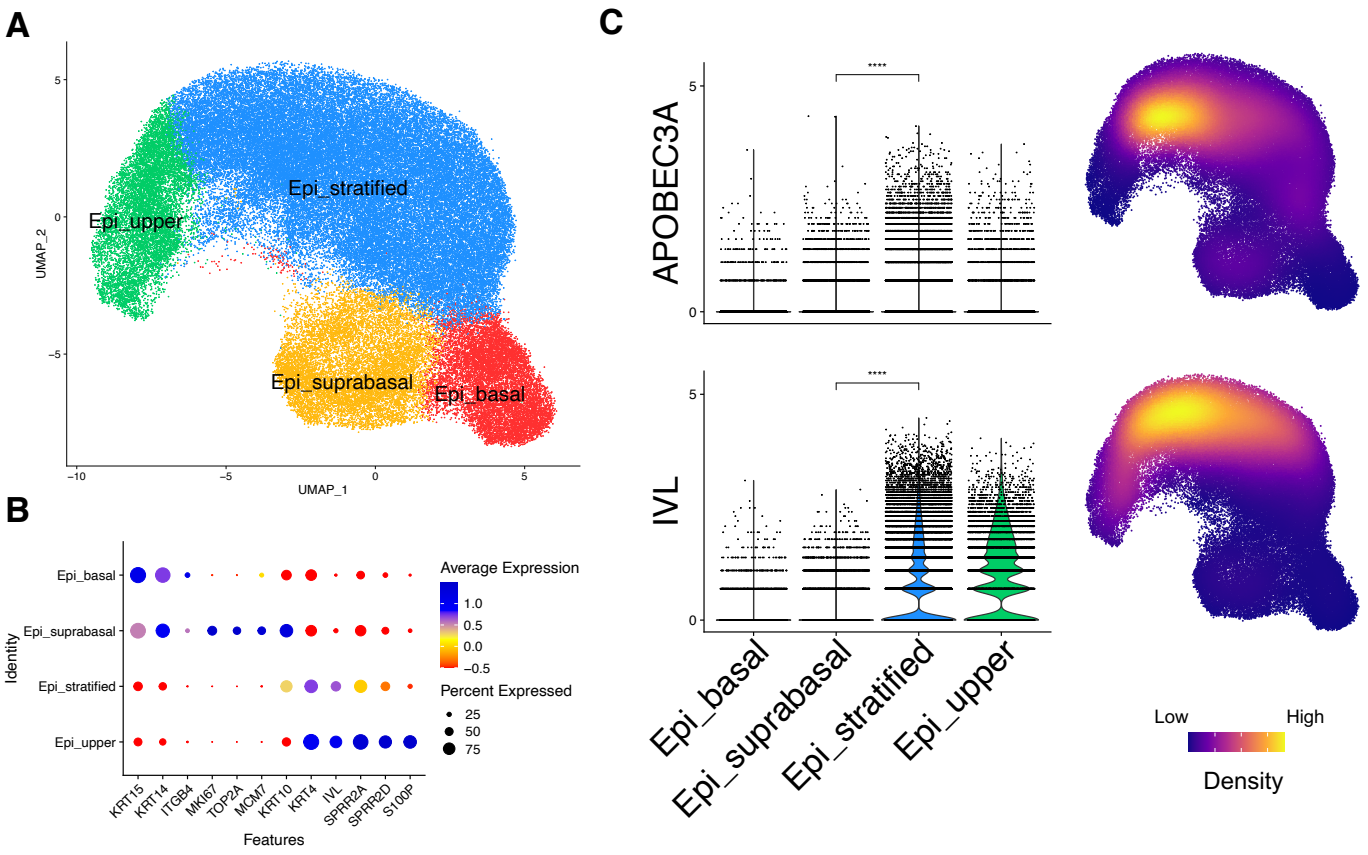 A
5
0
−5
UMAP_2
Epi_stratified
Epi_upper
Epi_suprabasal
Epi_basal
−10
−5
0
5
UMAP_1
B
Identity
Epi_basal
Epi_suprabasal
Epi_stratified
Epi_upper
KRT15
KRT14
ITGB4
MKI67
TOP2A
MCM7
KRT10
KRT4
IVL
SPRR2A
SPRR2D
S100P
Features
Average Expression
1.0
0.5
0.0
−0.5
Percent Expressed
25
50
75
C
APOBEC3A
5
0
****
IVL
5
0
****
Epi_basal
Epi_suprabasal
Epi_stratified
Epi_upper
Low
High
Density